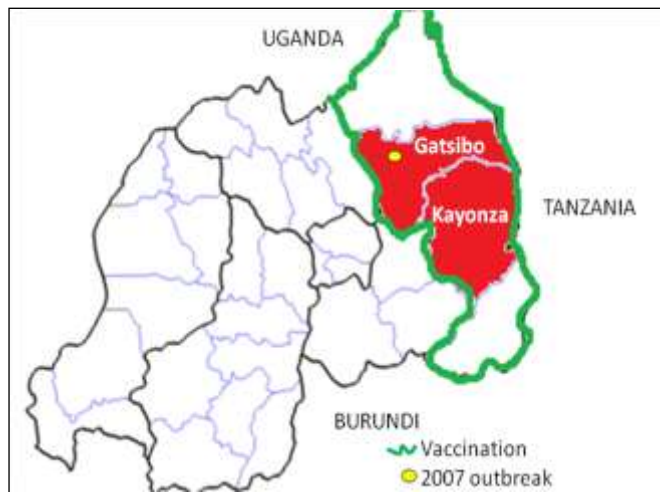 UGANDA
Gatsibo
Kayonza
TANZANIA
BURUNDI
Vaccination
2007 outbreak